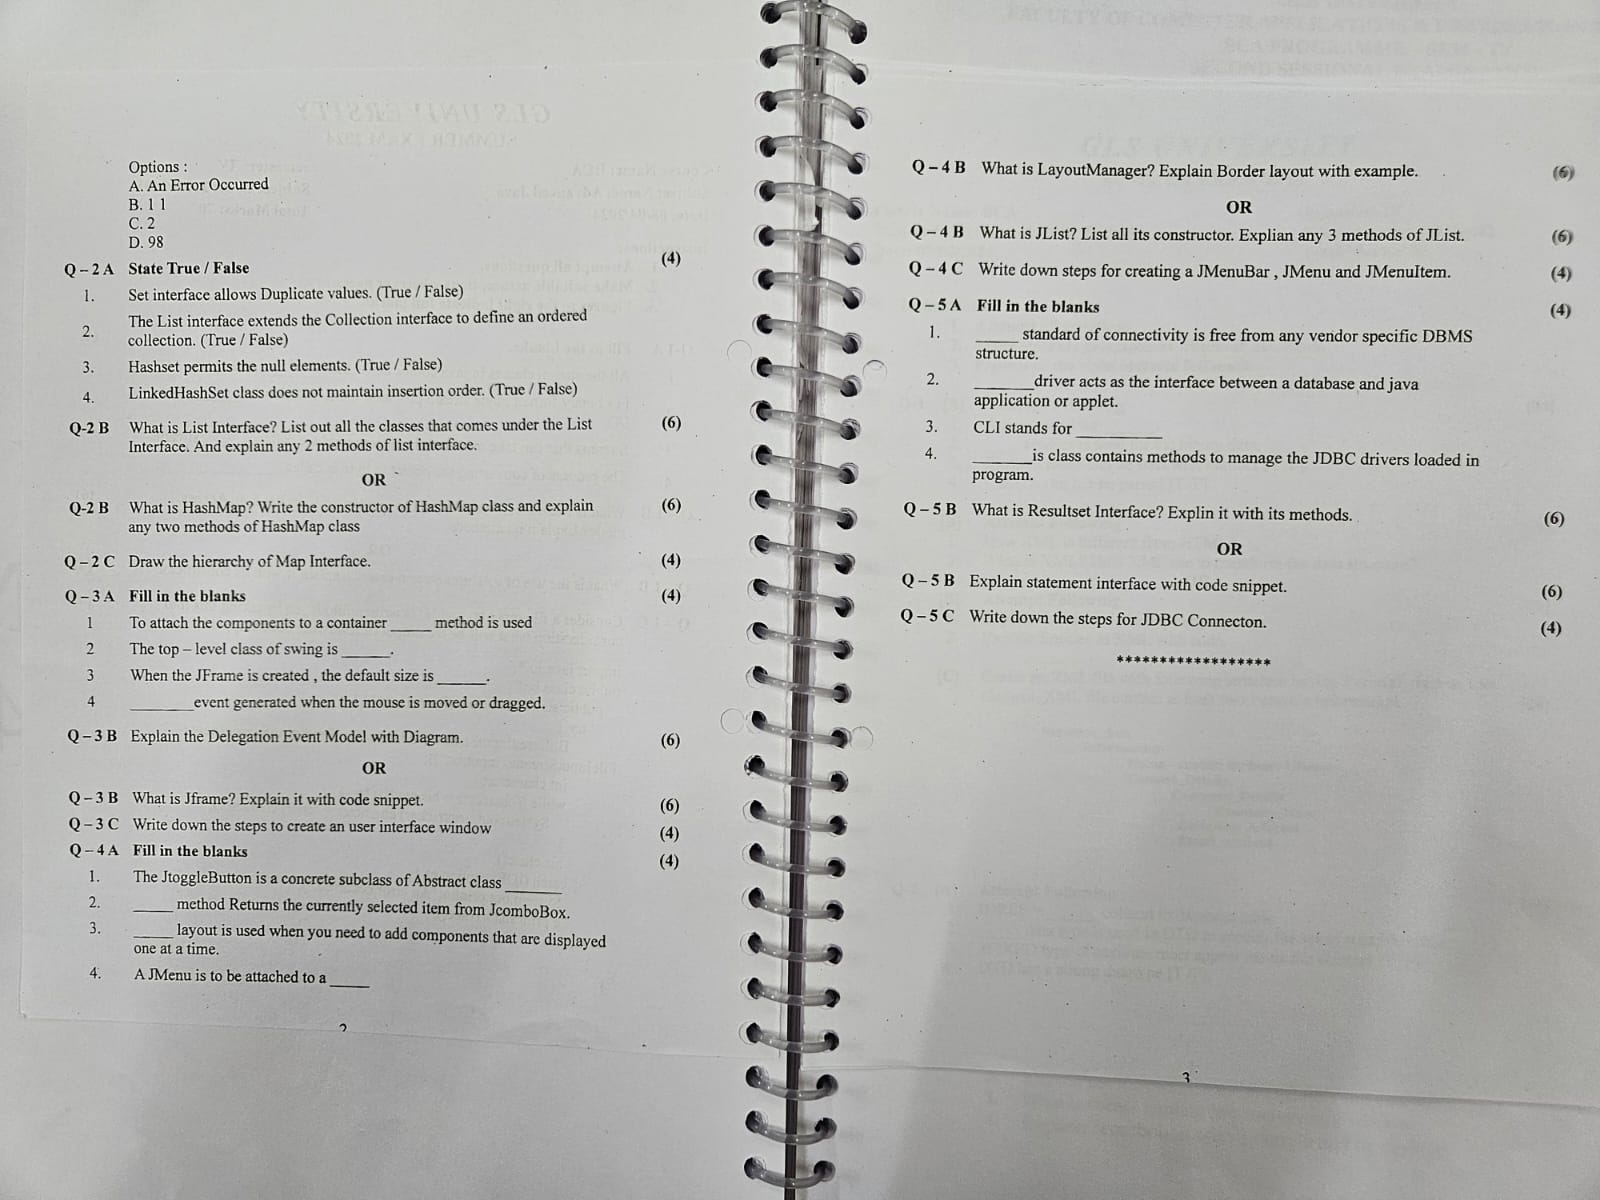 Options :
A. An Error Occurred
B. 1 1
C. 2
D. 98
Q – 2 A State True / False (4)
1. Set interface allows Duplicate values. (True / False)
2. The List interface extends the Collection interface to define an ordered
collection. (True / False)
3. Hashset permits the null elements. (True / False)
4. LinkedHashSet class does not maintain insertion order. (True / False)
Q-2 B What is List Interface? List out all the classes that comes under the List (6)
Interface. And explain any 2 methods of list interface.
OR
Q-2 B What is HashMap? Write the constructor of HashMap class and explain (6)
any two methods of HashMap class
Q – 2 C Draw the hierarchy of Map Interface. (4)
Q – 3 A Fill in the blanks (4)
1 To attach the components to a container _____ method is used
2 The top – level class of swing is ______.
3 When the JFrame is created , the default size is ______.
4 ________event generated when the mouse is moved or dragged.
Q – 3 B Explain the Delegation Event Model with Diagram. (6)
OR
Q – 3 B What is Jframe? Explain it with code snippet. (6)
Q – 3 C Write down the steps to create an user interface window (4)
Q – 4 A Fill in the blanks (4)
1. The JtoggleButton is a concrete subclass of Abstract class _______
2. _____ method Returns the currently selected item from JcomboBox.
3. _____ layout is used when you need to add components that are displayed
one at a time.
4. A JMenu is to be attached to a _____
2
Q – 4 B What is LayoutManager? Explain Border layout with example. (6)
OR
Q – 4 B What is JList? List all its constructor. Explian any 3 methods of JList. (6)
Q – 4 C Write down steps for creating a JMenuBar , JMenu and JMenuItem. (4)
Q – 5 A Fill in the blanks (4)
1. _____ standard of connectivity is free from any vendor specific DBMS
structure.
2. _______driver acts as the interface between a database and java
application or applet.
3. CLI stands for __________
4. _______is class contains methods to manage the JDBC drivers loaded in
program.
Q – 5 B What is Resultset Interface? Explin it with its methods. (6)
OR
Q – 5 B Explain statement interface with code snippet. (6)
Q – 5 C Write down the steps for JDBC Connecton. (4)
******************
3